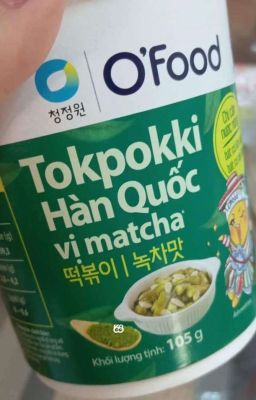 청정원
O'Food
Tokpokki
Hàn Quốc
vị matcha
떡볶이 | 녹차맛
Khối lượng tịnh: 105 g